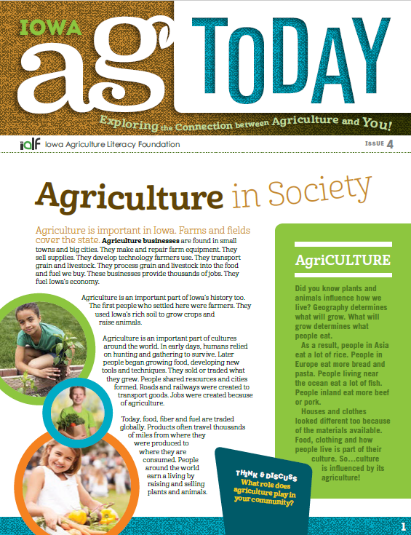 IOWA
ag TODAY
Exploring the Connection between Agriculture and You!
ialf Iowa Agriculture Literacy Foundation
ISSUE 4
Agriculture in Society
Agriculture is important in Iowa. Farms and fields
cover the state. Agriculture businesses are found in small
towns and big cities. They make and repair farm equipment. They
sell supplies. They develop technology farmers use. They transport
grain and livestock. They process grain and livestock into the food
and fuel we buy. These businesses provide thousands of jobs. They
fuel Iowa's economy.
Agriculture is an important part of Iowa's history too.
The first people who settled here were farmers. They
used Iowa's rich soil to grow crops and
raise animals.
Agriculture is an important part of cultures
around the world. In early days, humans relied
on hunting and gathering to survive. Later
people began growing food, developing new
tools and techniques. They sold or traded what
they grew. People shared resources and cities
formed. Roads and railways were created to
transport goods. Jobs were created because
of agriculture.
Today, food, fiber and fuel are traded
globally. Products often travel thousands
of miles from where they
were produced to
where they are
consumed. People
around the world
earn a living by
raising and selling
plants and animals.
AgriCULTURE
Did you know plants and
animals influence how we
live? Geography determines
what will grow. What will
grow determines what
people eat.
As a result, people in Asia
eat a lot of rice. People in
Europe eat more bread and
pasta. People living near
the ocean eat a lot of fish.
People inland eat more beef
or pork.
Houses and clothes
looked different too because
of the materials available.
Food, clothing and how
people live is part of their
culture. So...culture
is influenced by its
agriculture!
THINK & DISCUSS
What role does
agriculture play in
your community?
1